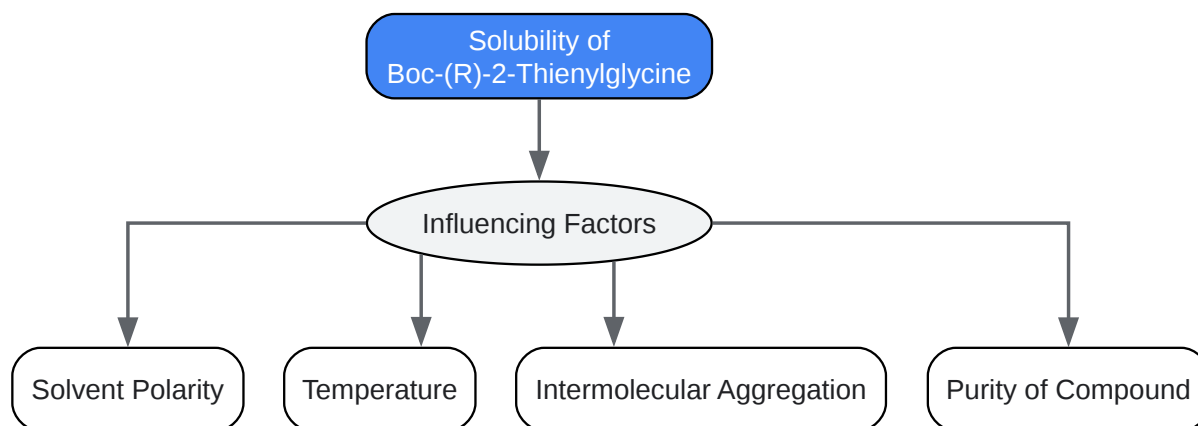 Solubility of
Boc-(R)-2-Thienylglycine
Influencing Factors
Solvent Polarity
Temperature
Intermolecular Aggregation
Purity of Compound